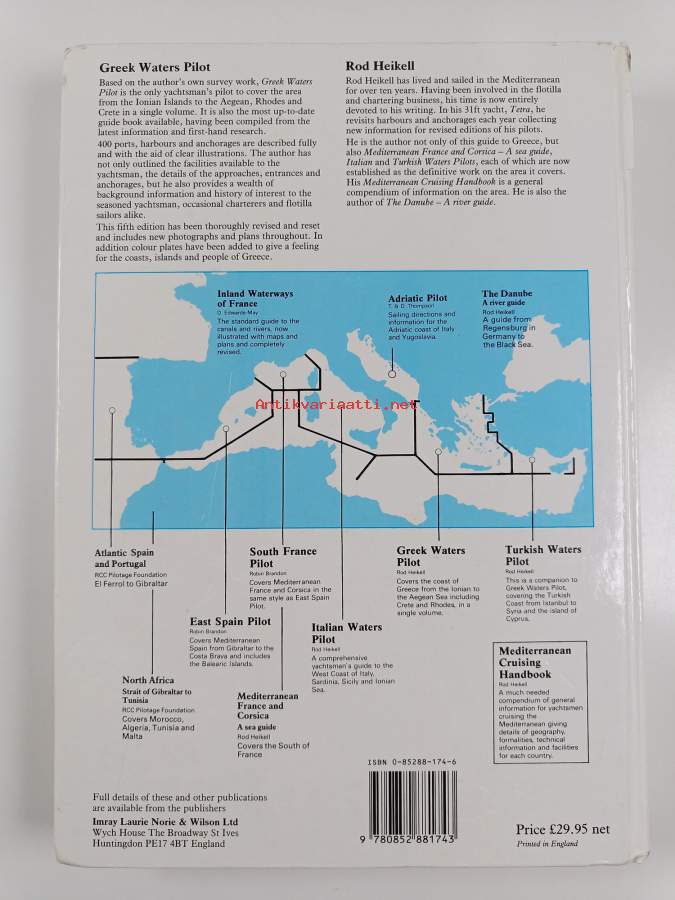 Greek Waters Pilot
Based on the author's own survey work, Greek Waters
Pilot is the only yachtsman's pilot to cover the area
from the Ionian Islands to the Aegean, Rhodes and
Crete in a single volume. It is also the most up-to-date
guide book available, having been compiled from the
latest information and first-hand research.
400 ports, harbours and anchorages are described fully
and with the aid of clear illustrations. The author has
not only outlined the facilities available to the
yachtsman, the details of the approaches, entrances and
anchorages, but he also provides a wealth of
background information and history of interest to the
seasoned yachtsman, occasional charterers and flotilla
sailors alike.
This fifth edition has been thoroughly revised and reset
and includes new photographs and plans throughout. In
addition colour plates have been added to give a feeling
for the coasts, islands and people of Greece.
Rod Heikell
Rod Heikell has lived and sailed in the Mediterranean
for over ten years. Having been involved in the flotilla
and chartering business, his time is now entirely
devoted to his writing. In his 31ft yacht, Tetra, he
revisits harbours and anchorages each year collecting
new information for revised editions of his pilots.
He is the author not only of this guide to Greece, but
also Mediterranean France and Corsica – A sea guide,
Italian and Turkish Waters Pilots, each of which are now
established as the definitive work on the area it covers.
His Mediterranean Cruising Handbook is a general
compendium of information on the area. He is also the
author of The Danube – A river guide.
Inland Waterways
of France
D. Edwards-May
The standard guide to the
canals and rivers, now
illustrated with maps and
plans and completely
revised.
Adriatic Pilot
T. & D. Thompson
Sailing directions and
information for the
Adriatic coast of Italy
and Yugoslavia.
The Danube
A river guide
Rod Heikell
A guide from
Regensburg in
Germany to
the Black Sea.
Antikvariaatti.net
Atlantic Spain
and Portugal
RCC Pilotage Foundation
El Ferrol to Gibraltar
South France
Pilot
Robin Brandon
Covers Mediterranean
France and Corsica in the
same style as East Spain
Pilot.
Greek Waters
Pilot
Rod Heikell
Covers the coast of
Greece from the Ionian to
the Aegean Sea including
Crete and Rhodes, in a
single volume.
Turkish Waters
Pilot
Rod Heikell
This is a companion to
Greek Waters Pilot,
covering the Turkish
Coast from Istanbul to
Syria and the island of
Cyprus.
East Spain Pilot
Robin Brandon
Covers Mediterranean
Spain from Gibraltar to the
Costa Brava and includes
the Balearic Islands.
Italian Waters
Pilot
Rod Heikell
A comprehensive
yachtsmen's guide to the
West Coast of Italy,
Sardinia, Sicily and Ionian
Sea.
North Africa
Strait of Gibraltar to
Tunisia
RCC Pilotage Foundation
Covers Morocco,
Algeria, Tunisia and
Malta
Mediterranean
France and
Corsica
A sea guide
Rod Heikell
Covers the South of
France
Mediterranean
Cruising
Handbook
Rod Heikell
A much needed
compendium of general
information for yachtsmen
cruising the
Mediterranean giving
details of geography,
formalities, technical
information and facilities
for each country.
ISBN 0-85288-174-6
9 780852 881743
Full details of these and other publications
are available from the publishers
Imray Laurie Norie & Wilson Ltd
Wych House The Broadway St Ives
Huntingdon PE17 4BT England
Price £29.95 net
Printed in England